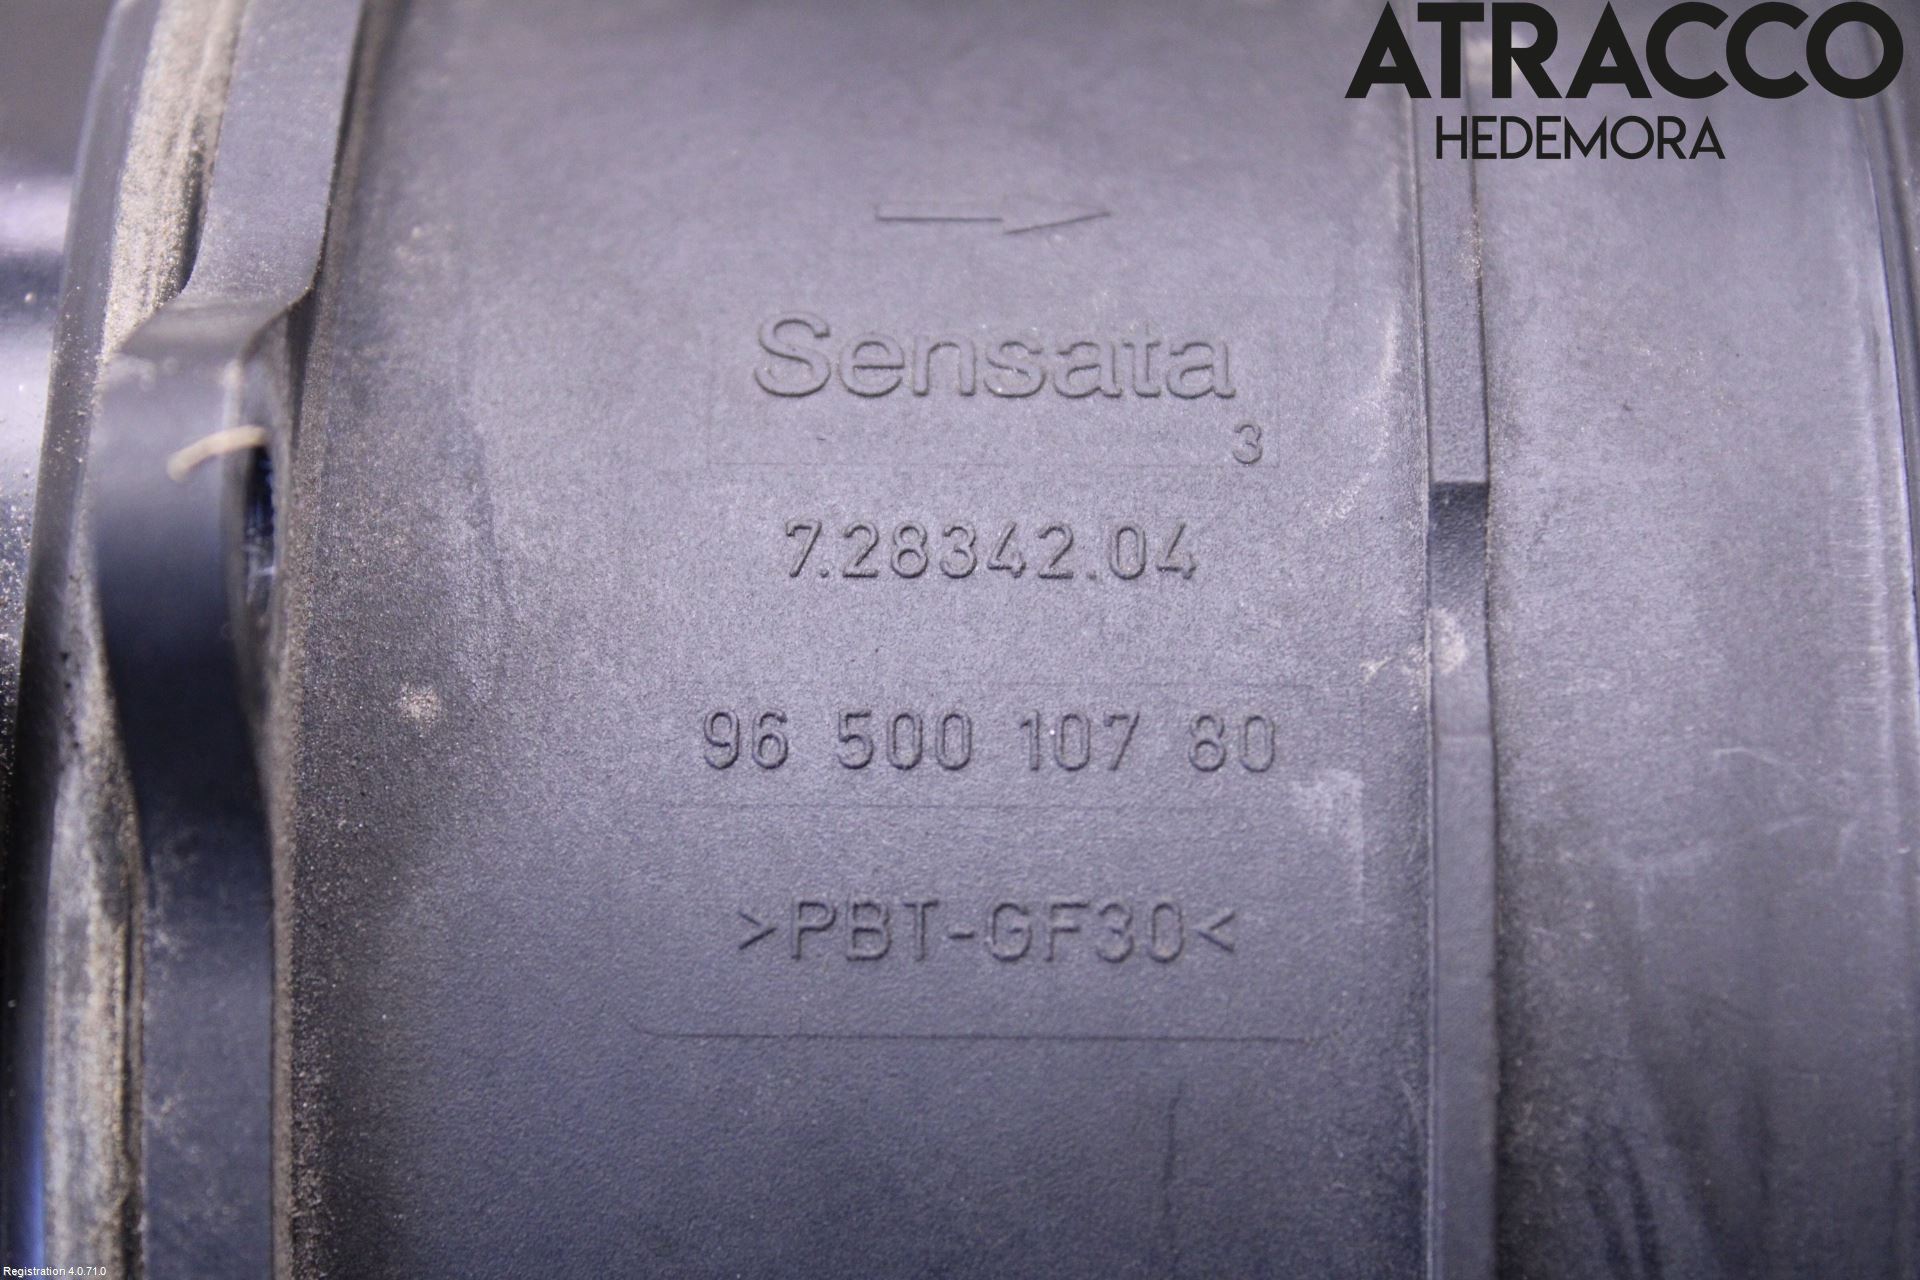 ATRACCO
HEDEMORA
Sensata
3
7.28342.04
96 500 107 80
>PBT-GF30<
Registration 4.0.71.0